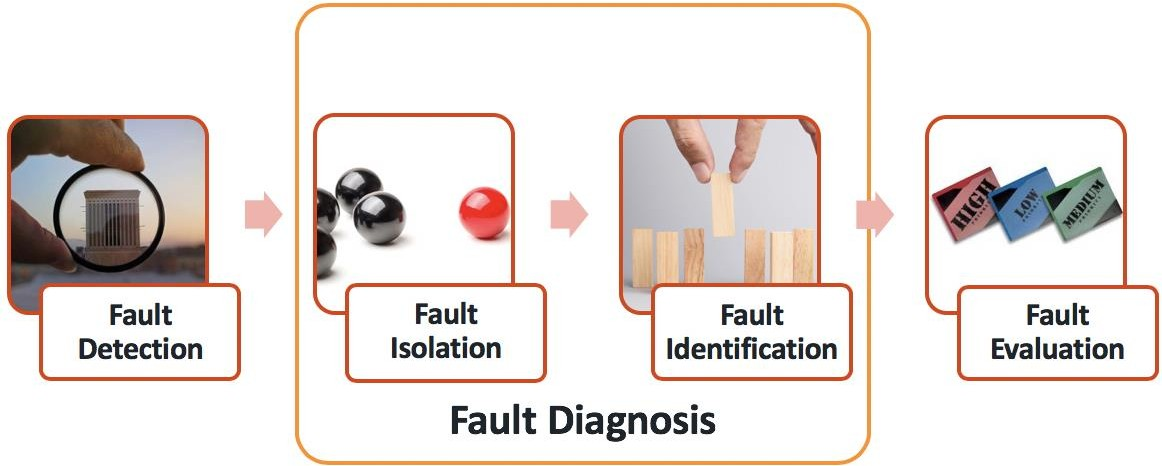 Fault
Detection
Fault
Isolation
Fault
Identification
Fault
Evaluation
HIGH
LOW
MEDIUM
Fault Diagnosis